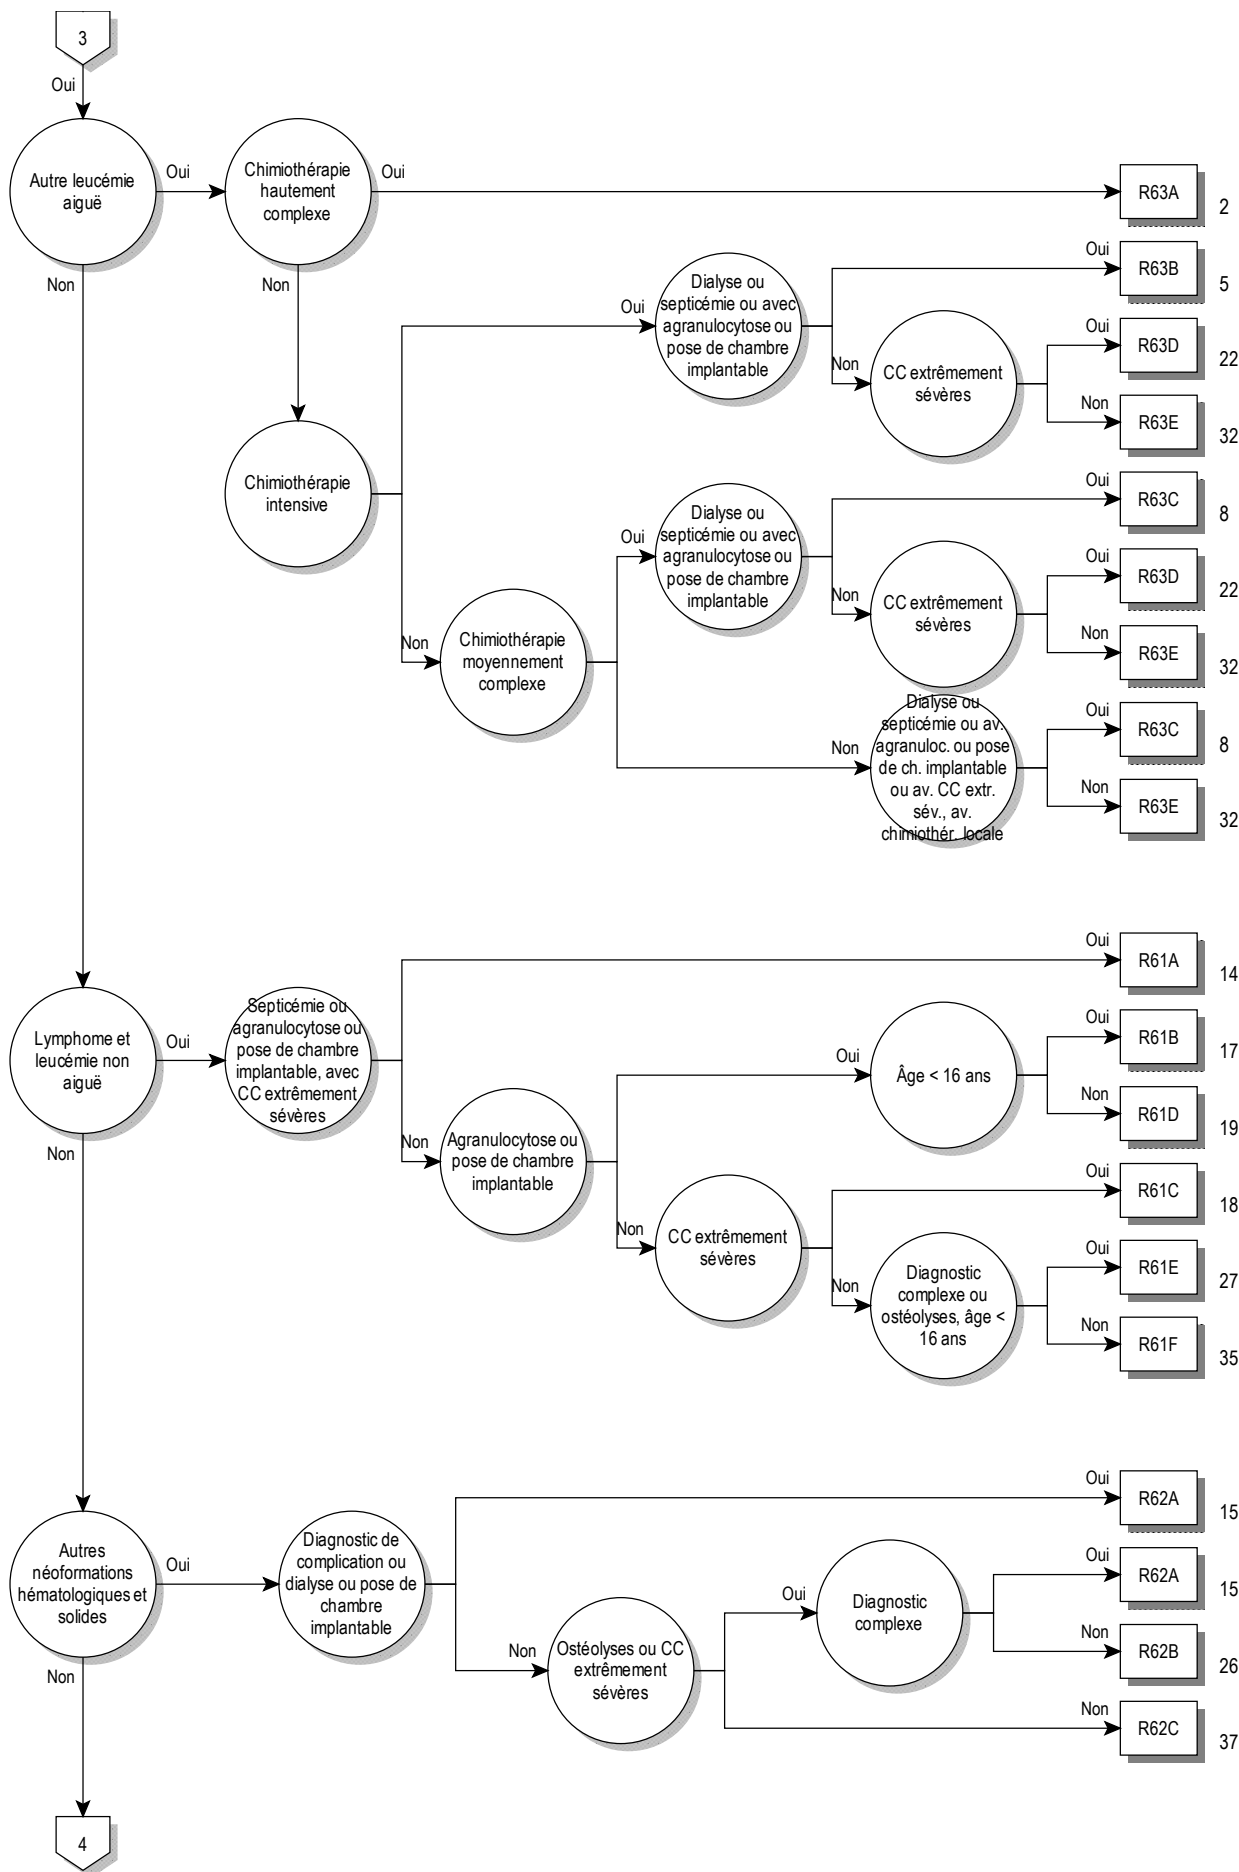 3
Oui
Autre leucémie
aiguë
Oui
Chimiothérapie
hautement
complexe
Oui
R63A
2
Non
Non
Chimiothérapie
intensive
Oui
Dialyse ou
septicémie ou avec
agranulocytose ou
pose de chambre
implantable
Oui
R63B
5
Non
CC extrêmement
sévères
Oui
R63D
22
Non
R63E
32
Non
Chimiothérapie
moyennement
complexe
Oui
Dialyse ou
septicémie ou avec
agranulocytose ou
pose de chambre
implantable
Oui
R63C
8
Non
CC extrêmement
sévères
Oui
R63D
22
Non
R63E
32
Non
Dialyse ou
septicémie ou av.
agranuloc. ou pose
de ch. implantable
ou av. CC extr.
sév., av.
chimiothér. locale
Oui
R63C
8
Non
R63E
32
Lymphome et
leucémie non
aiguë
Oui
Septicémie ou
agranulocytose ou
pose de chambre
implantable, avec
CC extrêmement
sévères
Oui
R61A
14
Non
Agranulocytose ou
pose de chambre
implantable
Oui
Âge < 16 ans
Oui
R61B
17
Non
R61D
19
Non
CC extrêmement
sévères
Oui
R61C
18
Non
Diagnostic
complexe ou
ostéolyses, âge <
16 ans
Oui
R61E
27
Non
R61F
35
Non
Autres
néoformations
hématologiques et
solides
Oui
Diagnostic de
complication ou
dialyse ou pose de
chambre
implantable
Oui
R62A
15
Non
Ostéolyses ou CC
extrêmement
sévères
Oui
Diagnostic
complexe
Oui
R62A
15
Non
R62B
26
Non
R62C
37
Non
4